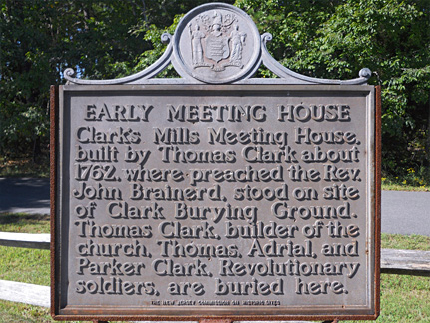 EARLY MEETING HOUSE
Clark's Mills Meeting House,
built by Thomas Clark about
1762, where preached the Rev.
John Brainerd, stood on site
of Clark Burying Ground.
Thomas Clark, builder of the
church, Thomas, Adrial, and
Parker Clark, Revolutionary
soldiers, are buried here.
THE NEW JERSEY COMMISSION ON HISTORIC SITES